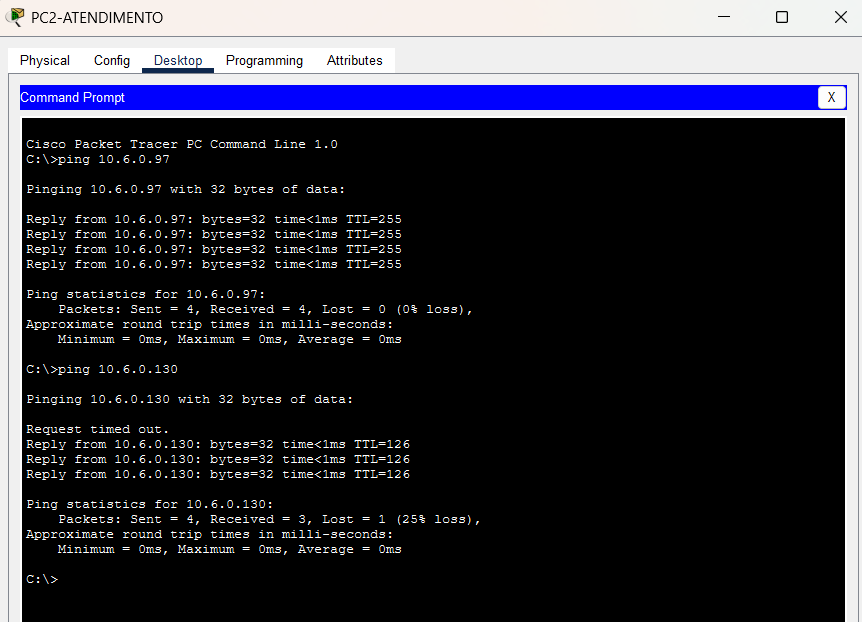 PC2-ATENDIMENTO
Physical Config Desktop Programming Attributes
Command Prompt
X
Cisco Packet Tracer PC Command Line 1.0
C:\>ping 10.6.0.97
Pinging 10.6.0.97 with 32 bytes of data:
Reply from 10.6.0.97: bytes=32 time<1ms TTL=255
Reply from 10.6.0.97: bytes=32 time<1ms TTL=255
Reply from 10.6.0.97: bytes=32 time<1ms TTL=255
Reply from 10.6.0.97: bytes=32 time<1ms TTL=255
Ping statistics for 10.6.0.97:
Packets: Sent = 4, Received = 4, Lost = 0 (0% loss),
Approximate round trip times in milli-seconds:
Minimum = 0ms, Maximum = 0ms, Average = 0ms
C:\>ping 10.6.0.130
Pinging 10.6.0.130 with 32 bytes of data:
Request timed out.
Reply from 10.6.0.130: bytes=32 time<1ms TTL=126
Reply from 10.6.0.130: bytes=32 time<1ms TTL=126
Reply from 10.6.0.130: bytes=32 time<1ms TTL=126
Ping statistics for 10.6.0.130:
Packets: Sent = 4, Received = 3, Lost = 1 (25% loss),
Approximate round trip times in milli-seconds:
Minimum = 0ms, Maximum = 0ms, Average = 0ms
C:\>